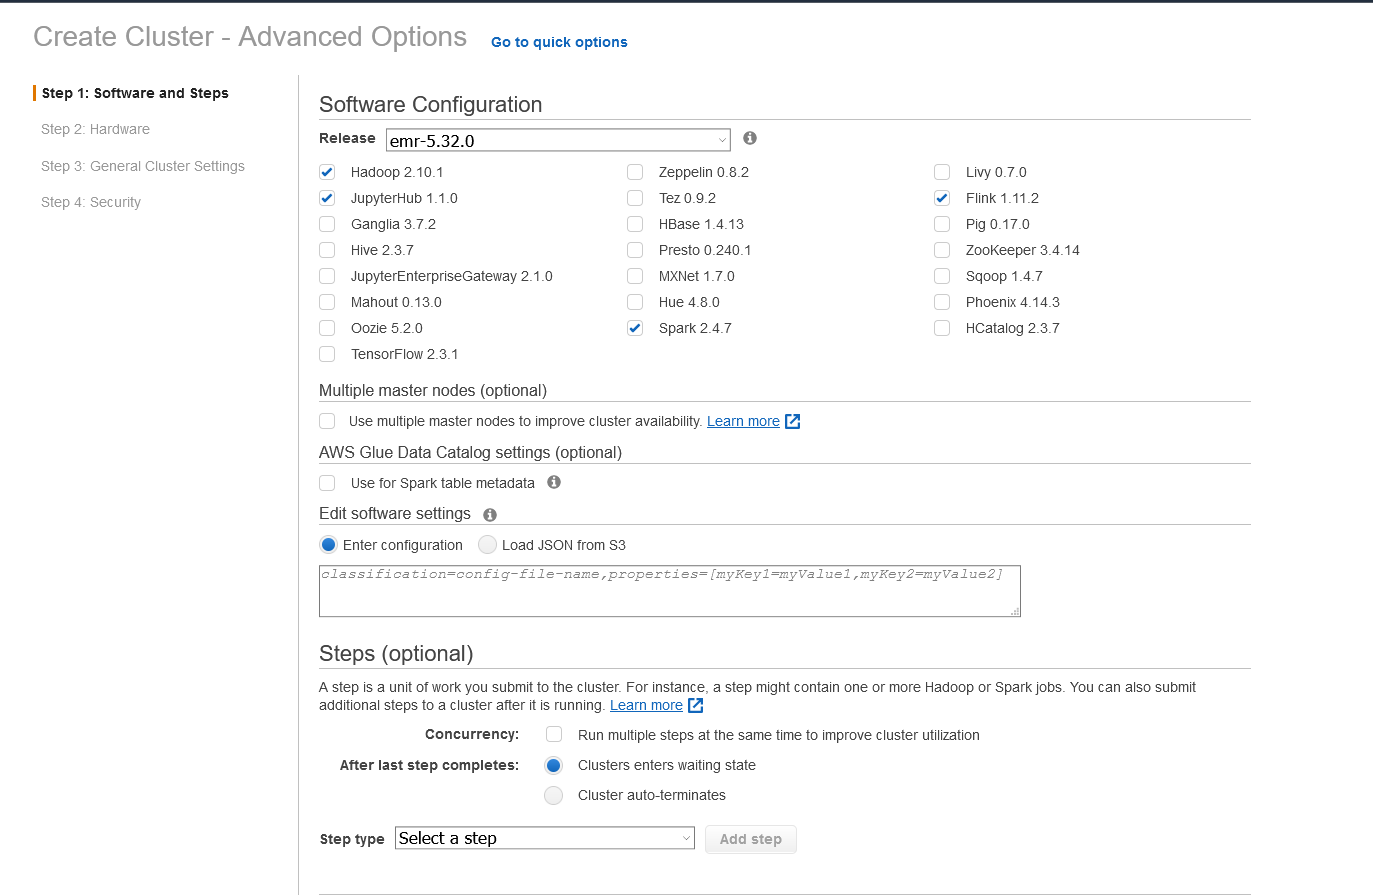 Create Cluster - Advanced Options Go to quick options
Step 1: Software and Steps
Step 2: Hardware
Step 3: General Cluster Settings
Step 4: Security
Software Configuration
Release emr-5.32.0
Hadoop 2.10.1 Zeppelin 0.8.2 Livy 0.7.0
JupyterHub 1.1.0 Tez 0.9.2 Flink 1.11.2
Ganglia 3.7.2 HBase 1.4.13 Pig 0.17.0
Hive 2.3.7 Presto 0.240.1 ZooKeeper 3.4.14
JupyterEnterpriseGateway 2.1.0 MXNet 1.7.0 Sqoop 1.4.7
Mahout 0.13.0 Hue 4.8.0 Phoenix 4.14.3
Oozie 5.2.0 Spark 2.4.7 HCatalog 2.3.7
TensorFlow 2.3.1
Multiple master nodes (optional)
Use multiple master nodes to improve cluster availability. Learn more
AWS Glue Data Catalog settings (optional)
Use for Spark table metadata
Edit software settings
Enter configuration Load JSON from S3
classification=config-file-name,properties=[myKey1=myValue1,myKey2=myValue2]
Steps (optional)
A step is a unit of work you submit to the cluster. For instance, a step might contain one or more Hadoop or Spark jobs. You can also submit
additional steps to a cluster after it is running. Learn more
Concurrency: Run multiple steps at the same time to improve cluster utilization
After last step completes: Clusters enters waiting state
Cluster auto-terminates
Step type Select a step Add step